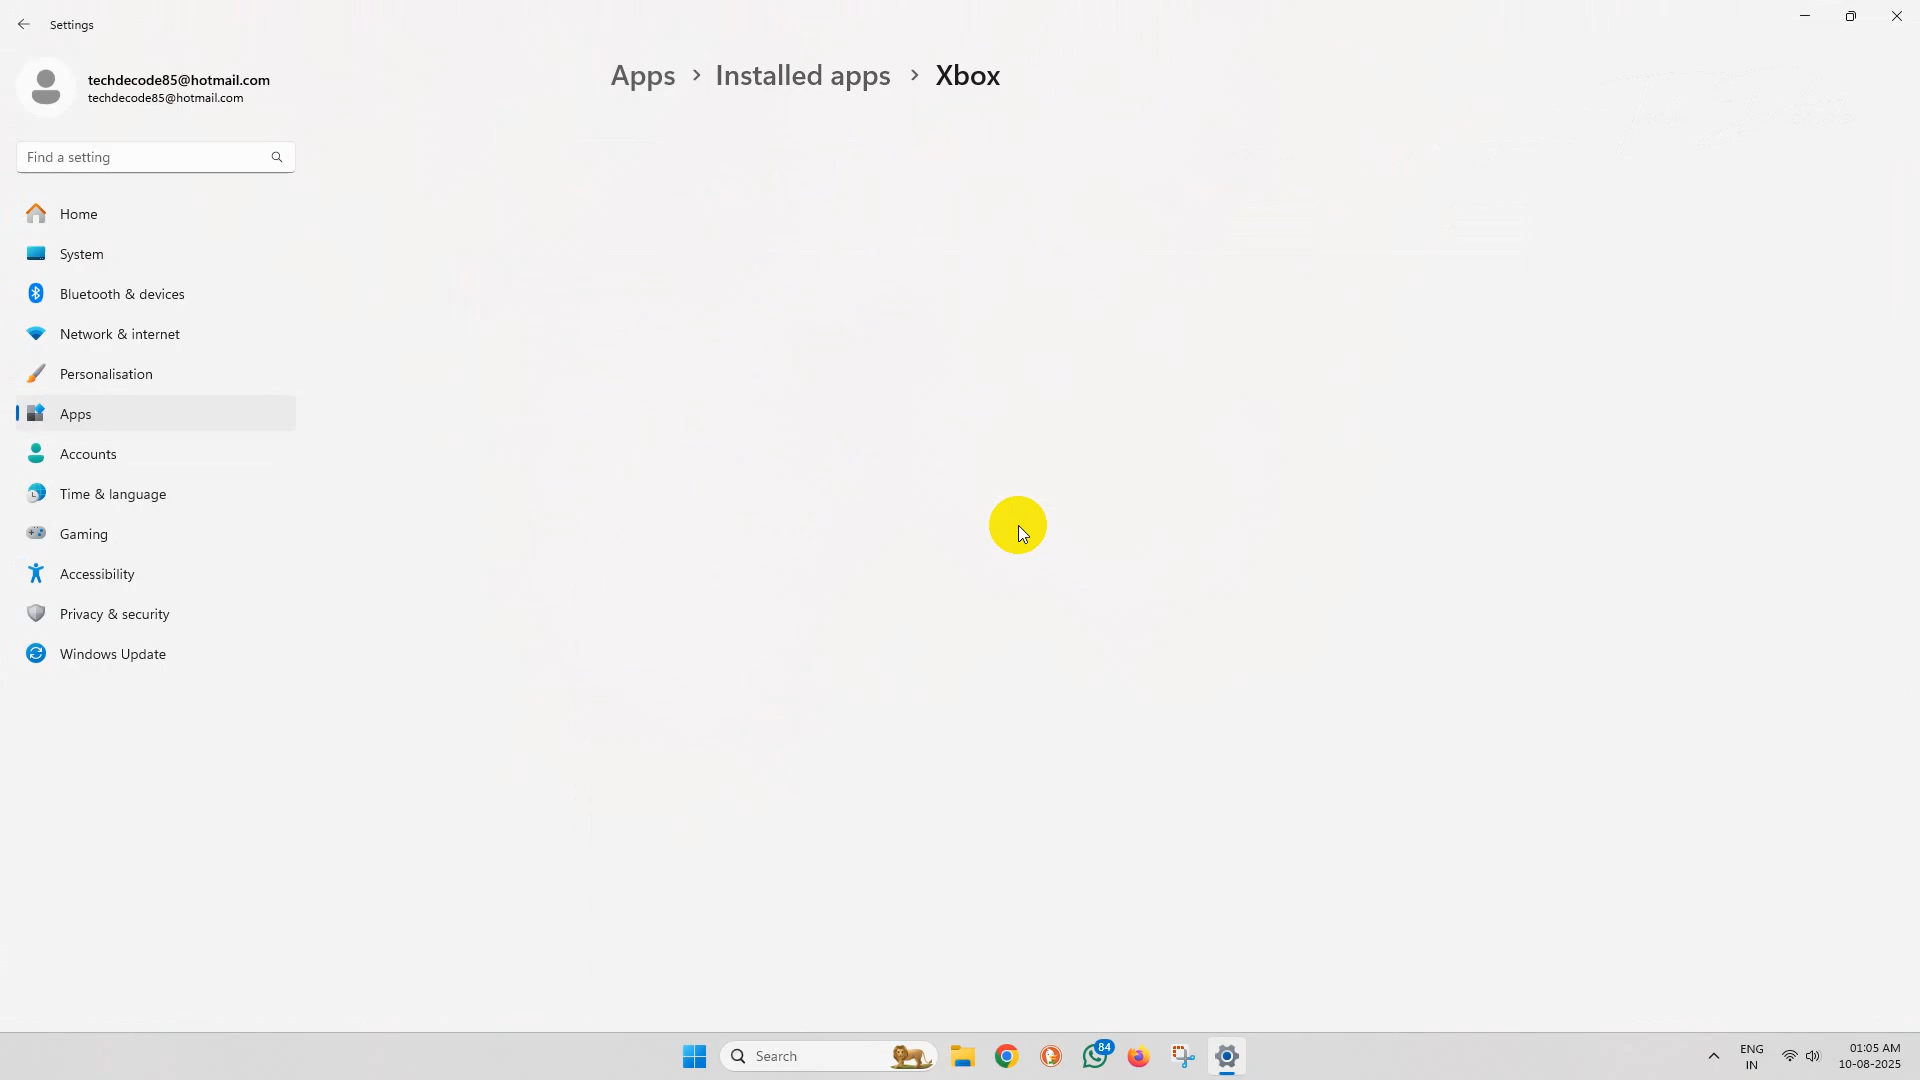 Settings
techdecode85@hotmail.com
techdecode85@hotmail.com
Find a setting
Home
System
Bluetooth & devices
Network & internet
Personalisation
Apps
Accounts
Time & language
Gaming
Accessibility
Privacy & security
Windows Update
Apps > Installed apps > Xbox
Search
84
ENG
IN
01:05 AM
10-08-2025